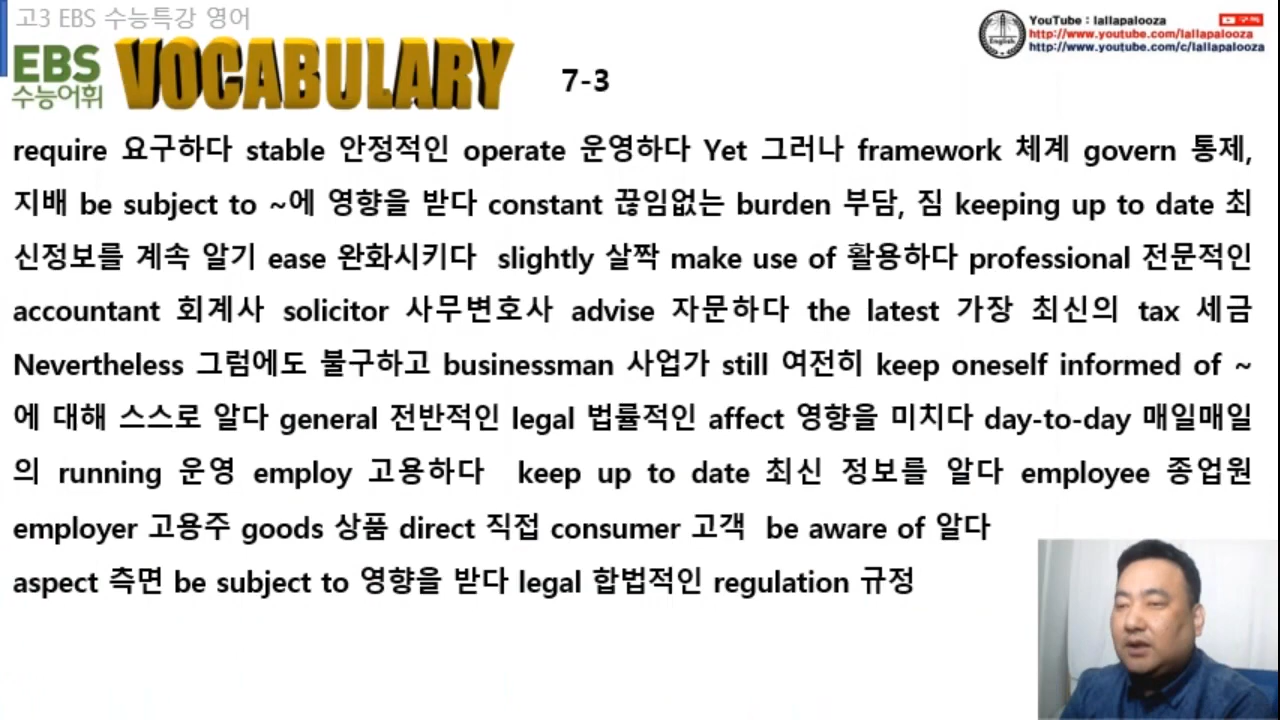 고3 EBS 수능특강 영어
EBS
수능어휘
VOCABULARY
7-3
YouTube : lallapalooza
구독
http://www.youtube.com/lallapalooza
http://www.youtube.com/c/lallapalooza
English
require 요구하다 stable 안정적인 operate 운영하다 Yet 그러나 framework 체계 govern 통제,
지배 be subject to ~에 영향을 받다 constant 끊임없는 burden 부담, 짐 keeping up to date 최
신정보를 계속 알기 ease 완화시키다 slightly 살짝 make use of 활용하다 professional 전문적인
accountant 회계사 solicitor 사무변호사 advise 자문하다 the latest 가장 최신의 tax 세금
Nevertheless 그럼에도 불구하고 businessman 사업가 still 여전히 keep oneself informed of ~
에 대해 스스로 알다 general 전반적인 legal 법률적인 affect 영향을 미치다 day-to-day 매일매일
의 running 운영 employ 고용하다 keep up to date 최신 정보를 알다 employee 종업원
employer 고용주 goods 상품 direct 직접 consumer 고객 be aware of 알다
aspect 측면 be subject to 영향을 받다 legal 합법적인 regulation 규정